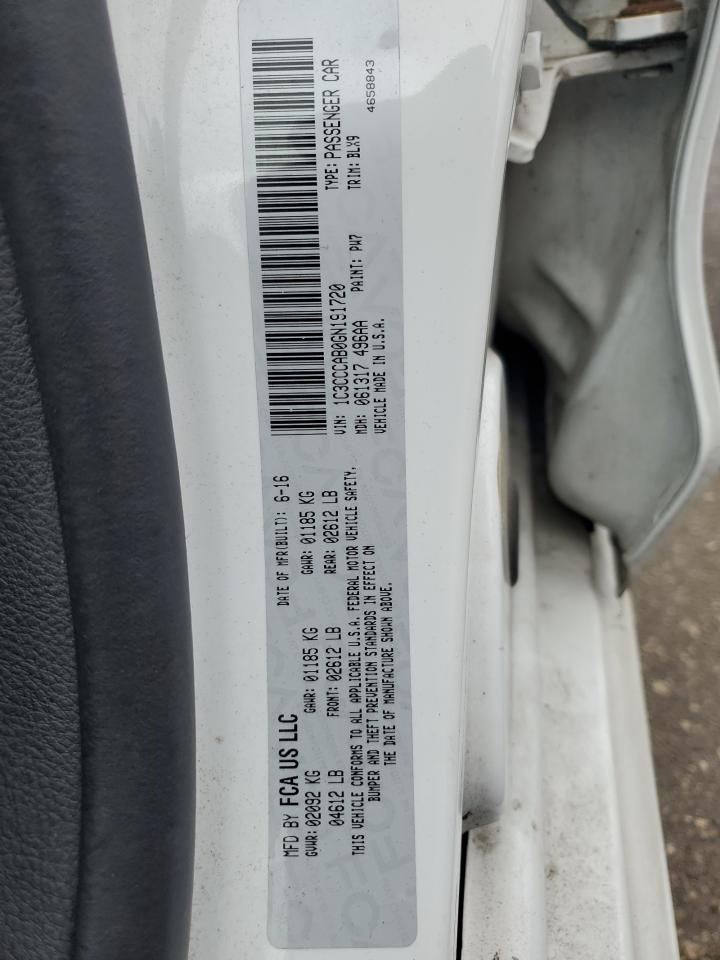 MFD BY FCA US LLC
DATE OF MFR(BUILT): 6-16
GVWR: 02092 KG
GAWR: 01185 KG
GAWR: 01185 KG
04612 LB
FRONT: 02612 LB
REAR: 02612 LB
THIS VEHICLE CONFORMS TO ALL APPLICABLE U.S.A. FEDERAL MOTOR VEHICLE SAFETY,
BUMPER AND THEFT PREVENTION STANDARDS IN EFFECT ON
THE DATE OF MANUFACTURE SHOWN ABOVE.
VIN: 1C3CCCAB0GN191720
TYPE: PASSENGER CAR
MDH: 061317 496AA
PAINT: PW7
TRIM: BLX9
VEHICLE MADE IN U.S.A.
4658843